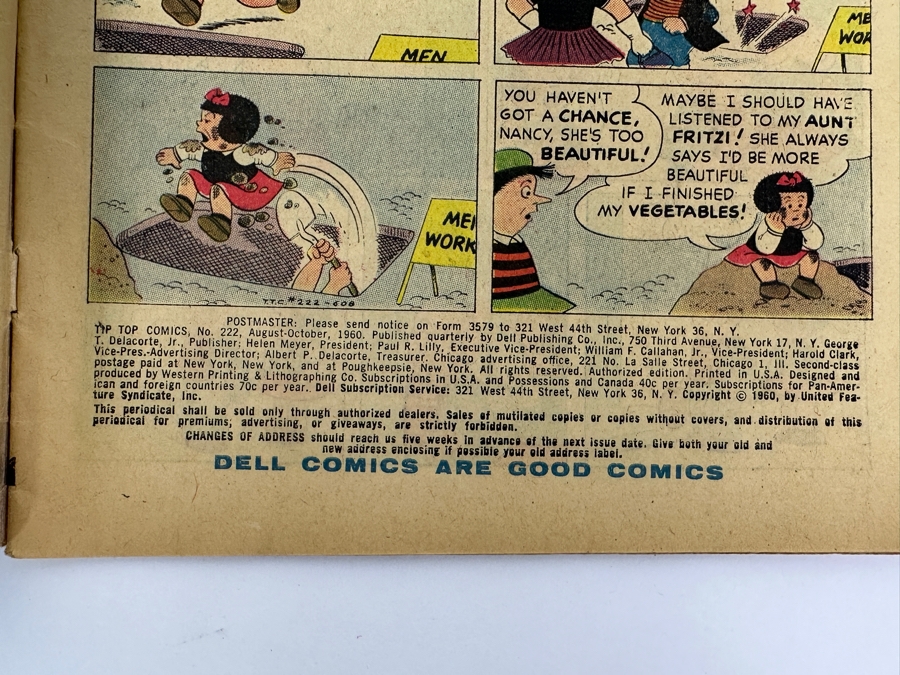 MEN
ME
WOR
MEN
WORK
T.T.C. #222-608
YOU HAVEN'T
GOT A CHANCE,
NANCY, SHE'S TOO
BEAUTIFUL!
MAYBE I SHOULD HAVE
LISTENED TO MY AUNT
FRITZI! SHE ALWAYS
SAYS I'D BE MORE
BEAUTIFUL
IF I FINISHED
MY VEGETABLES!
POSTMASTER: Please send notice on Form 3579 to 321 West 44th Street, New York 36, N. Y.
TIP TOP COMICS, No. 222, August-October, 1960. Published quarterly by Dell Publishing Co., Inc., 750 Third Avenue, New York 17, N. Y. George
T. Delacorte, Jr., Publisher; Helen Meyer, President; Paul R. Lilly, Executive Vice-President; William F. Callahan, Jr., Vice-President; Harold Clark,
Vice-Pres.-Advertising Director; Albert P. Delacorte, Treasurer. Chicago advertising office, 221 No. La Salle Street, Chicago 1, Ill. Second-class
postage paid at New York, New York, and at Poughkeepsie, New York. All rights reserved. Authorized edition. Printed in U.S.A. Designed and
produced by Western Printing & Lithographing Co. Subscriptions in U.S.A. and Possessions and Canada 40c per year. Subscriptions for Pan-Amer-
ican and foreign countries 70c per year. Dell Subscription Service: 321 West 44th Street, New York 36, N. Y. Copyright © 1960, by United Fea-
ture Syndicate, Inc.
This periodical shall be sold only through authorized dealers. Sales of mutilated copies or copies without covers, and distribution of this
periodical for premiums, advertising, or giveaways, are strictly forbidden.
CHANGES OF ADDRESS should reach us five weeks in advance of the next issue date. Give both your old and
new address enclosing if possible your old address label.
DELL COMICS ARE GOOD COMICS